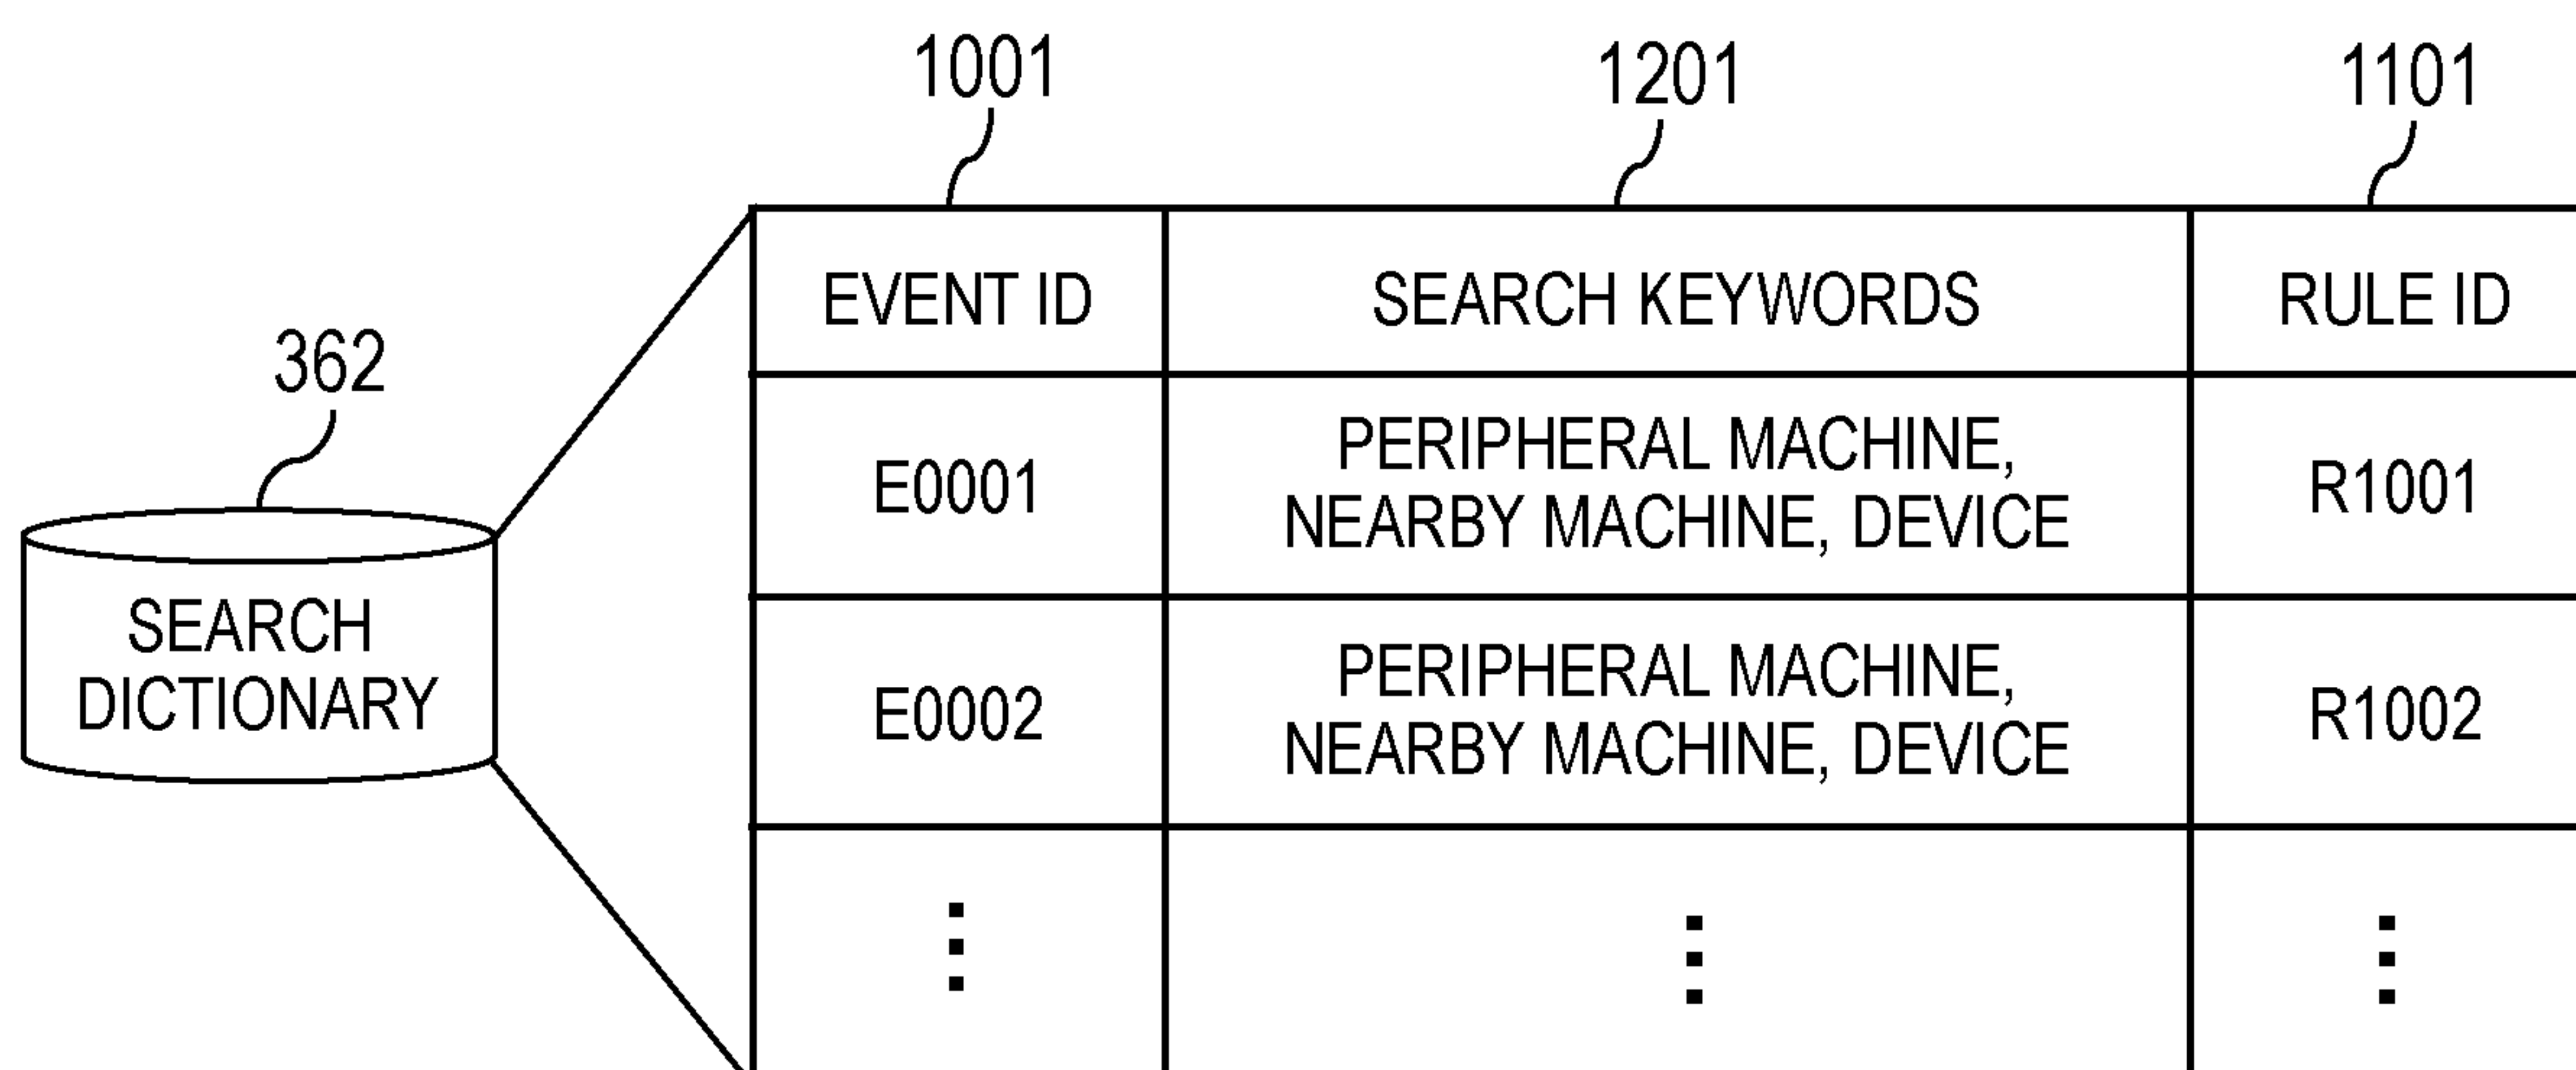 1001
1201
1101
EVENT ID
SEARCH KEYWORDS
RULE ID
362
SEARCH
DICTIONARY
E0001
PERIPHERAL MACHINE,
NEARBY MACHINE, DEVICE
R1001
E0002
PERIPHERAL MACHINE,
NEARBY MACHINE, DEVICE
R1002